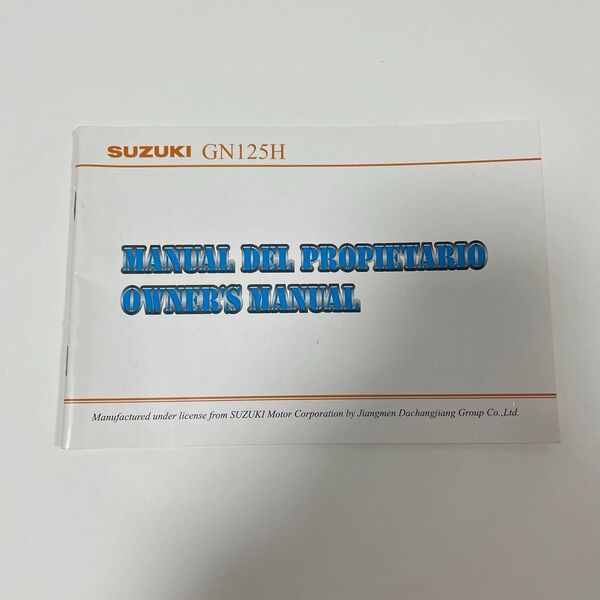 SUZUKI GN125H
MANUAL DEL PROPIETARIO
OWNER'S MANUAL
Manufactured under license from SUZUKI Motor Corporation by Jiangmen Dachangjiang Group Co.,Ltd.